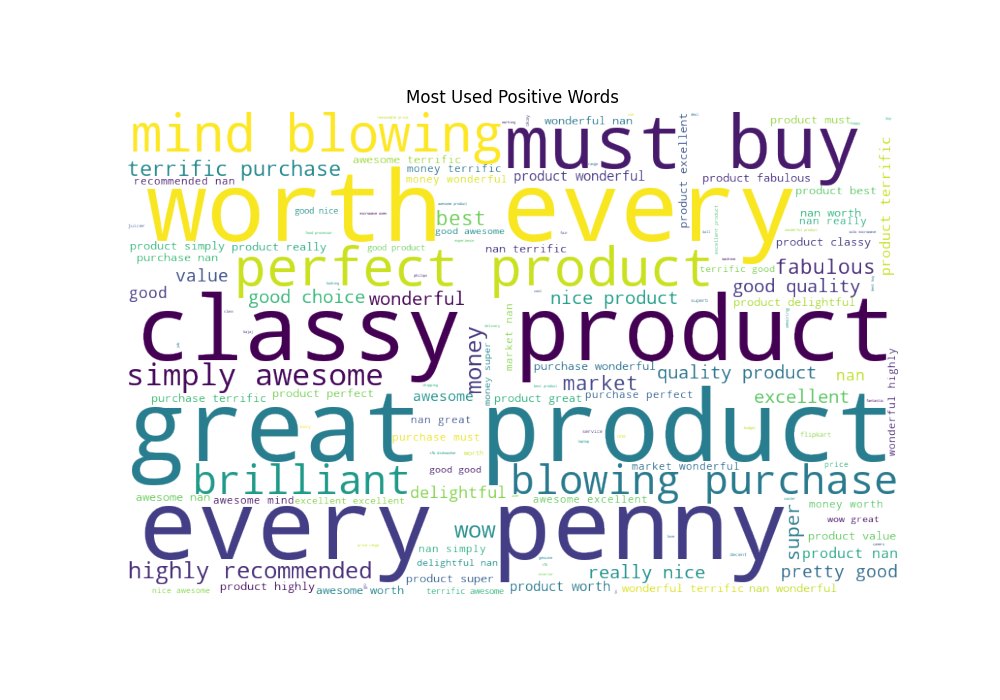 Most Used Positive Words
mind blowing
must buy
wonderful nan
product must
product excellent
product terrific
awesome terrific
terrific purchase
money terrific
product wonderful
product fabulous
recommended nan
money wonderful
product best
worth every
good nice
best
good awesome
nan worth
nan really
product simply
product really
good product
nan terrific
product classy
purchase nan
perfect product
terrific good
fabulous
value
good quality
good
good choice
wonderful
nice product
product delightful
classy product
market nan
money
money super
purchase wonderful
quality product
wonderful highly
simply awesome
market
nan
purchase terrific
product perfect
awesome
product great
purchase perfect
excellent
great product
nan great
purchase must
service
flipkart
worth
good good
market wonderful
price
brilliant
blowing purchase
delightful
awesome nan
awesome mind
excellent excellent
awesome excellent
money worth
every penny
wow
super
wow great
product value
nan simply
product nan
delightful nan
highly recommended
product super
really nice
pretty good
product highly
awesome worth
nice awesome
terrific awesome
product worth
wonderful terrific
nan wonderful